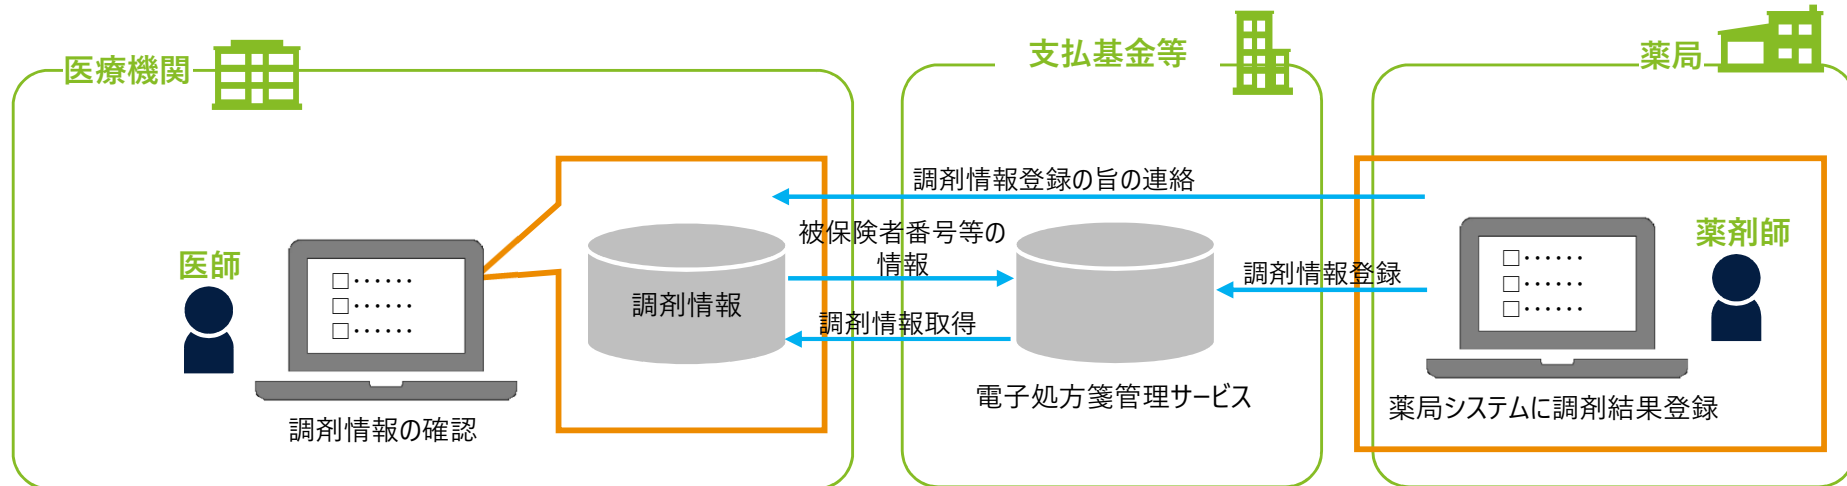 医療機関
支払基金等
薬局
調剤情報登録の旨の連絡
被保険者番号等の
情報
医師
薬剤師
調剤情報登録
□‥‥‥
□‥‥‥
□‥‥‥
調剤情報
□‥‥‥
□‥‥‥
□‥‥‥
調剤情報取得
電子処方箋管理サービス
薬局システムに調剤結果登録
調剤情報の確認